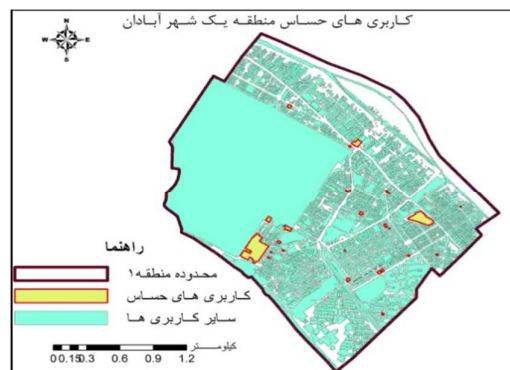 کاربری های حساس منطقه یک شهر آبادان
N
W E
S
راهنما
محدوده منطقه۱
کاربری های حساس
سایر کاربری ها
کیلومتر
0 0.15 0.3 0.6 0.9 1.2